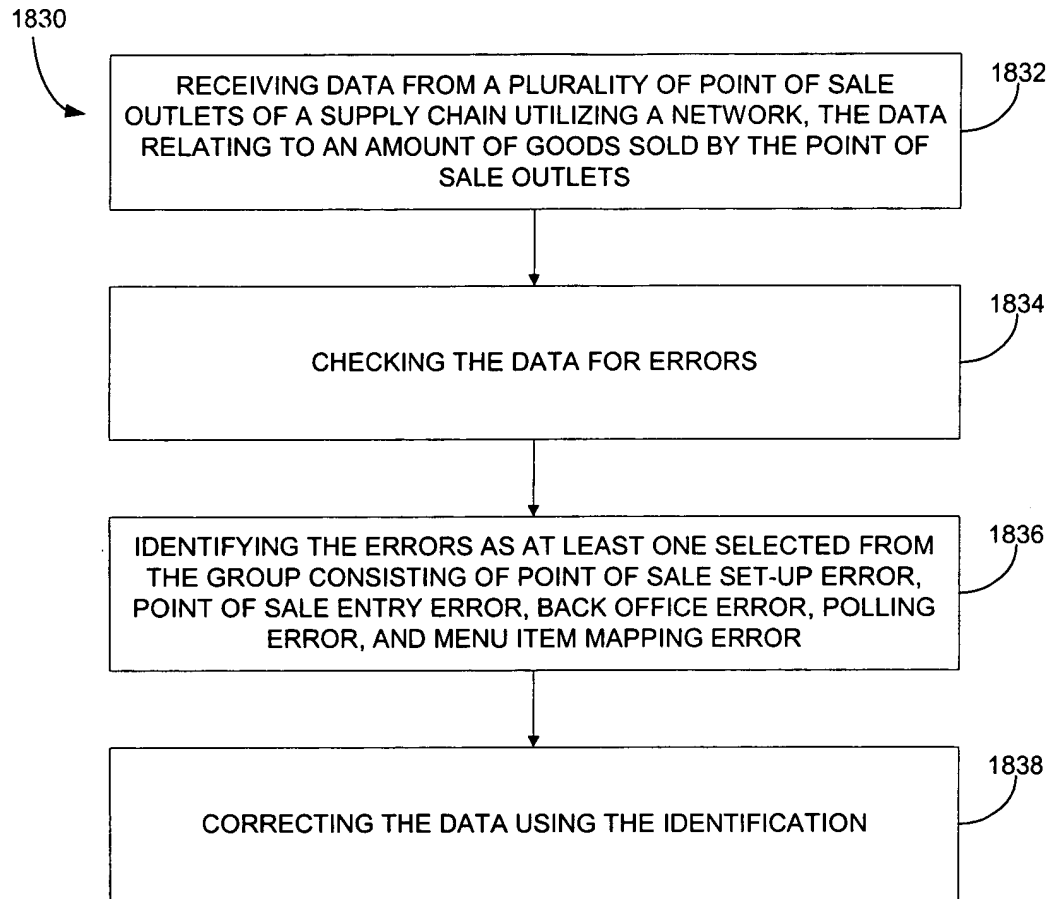 1830
RECEIVING DATA FROM A PLURALITY OF POINT OF SALE
OUTLETS OF A SUPPLY CHAIN UTILIZING A NETWORK, THE DATA
RELATING TO AN AMOUNT OF GOODS SOLD BY THE POINT OF
SALE OUTLETS
1832
CHECKING THE DATA FOR ERRORS
1834
IDENTIFYING THE ERRORS AS AT LEAST ONE SELECTED FROM
THE GROUP CONSISTING OF POINT OF SALE SET-UP ERROR,
POINT OF SALE ENTRY ERROR, BACK OFFICE ERROR, POLLING
ERROR, AND MENU ITEM MAPPING ERROR
1836
CORRECTING THE DATA USING THE IDENTIFICATION
1838